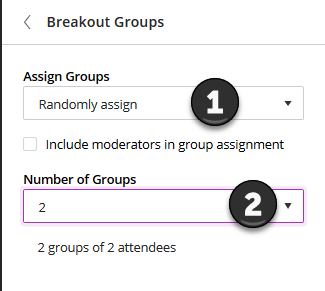 Breakout Groups
Assign Groups
Randomly assign 1
Include moderators in group assignment
Number of Groups
2 2
2 groups of 2 attendees